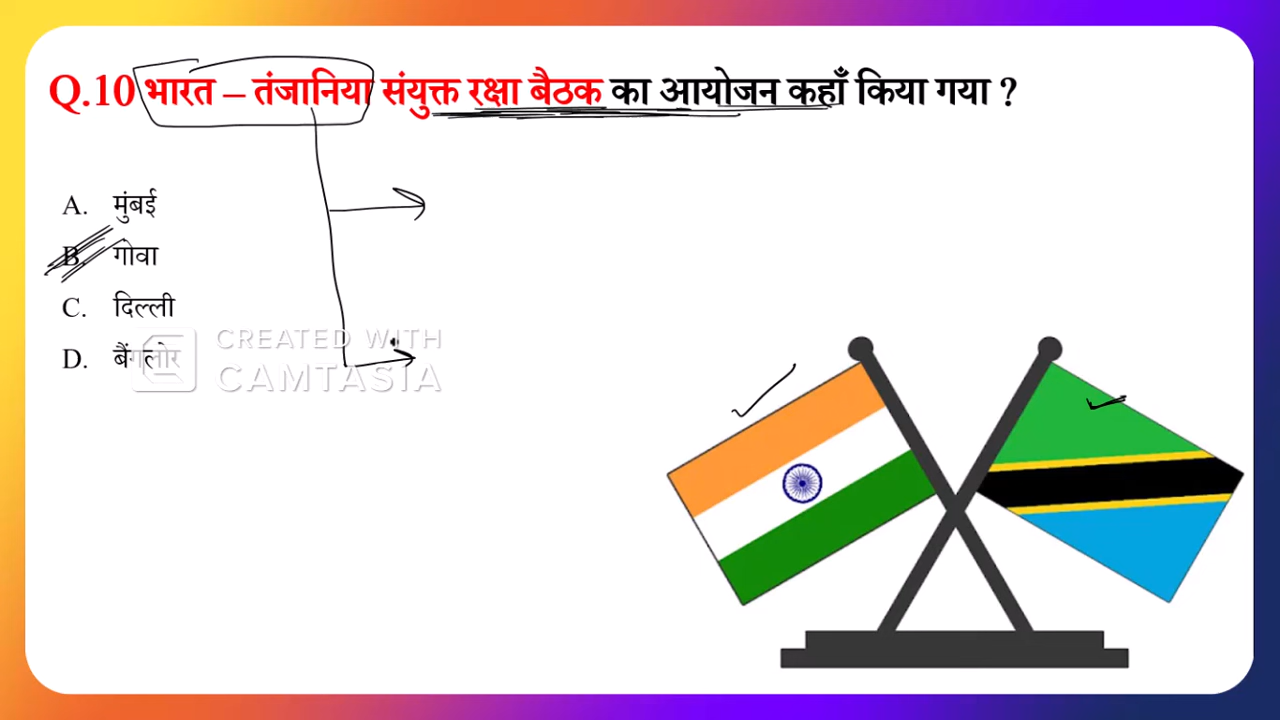 Q.10 भारत – तंजानिया संयुक्त रक्षा बैठक का आयोजन कहाँ किया गया ?
A. मुंबई
B. गोवा
C. दिल्ली
D. बैंगलोर
CREATED WITH
CAMTASIA